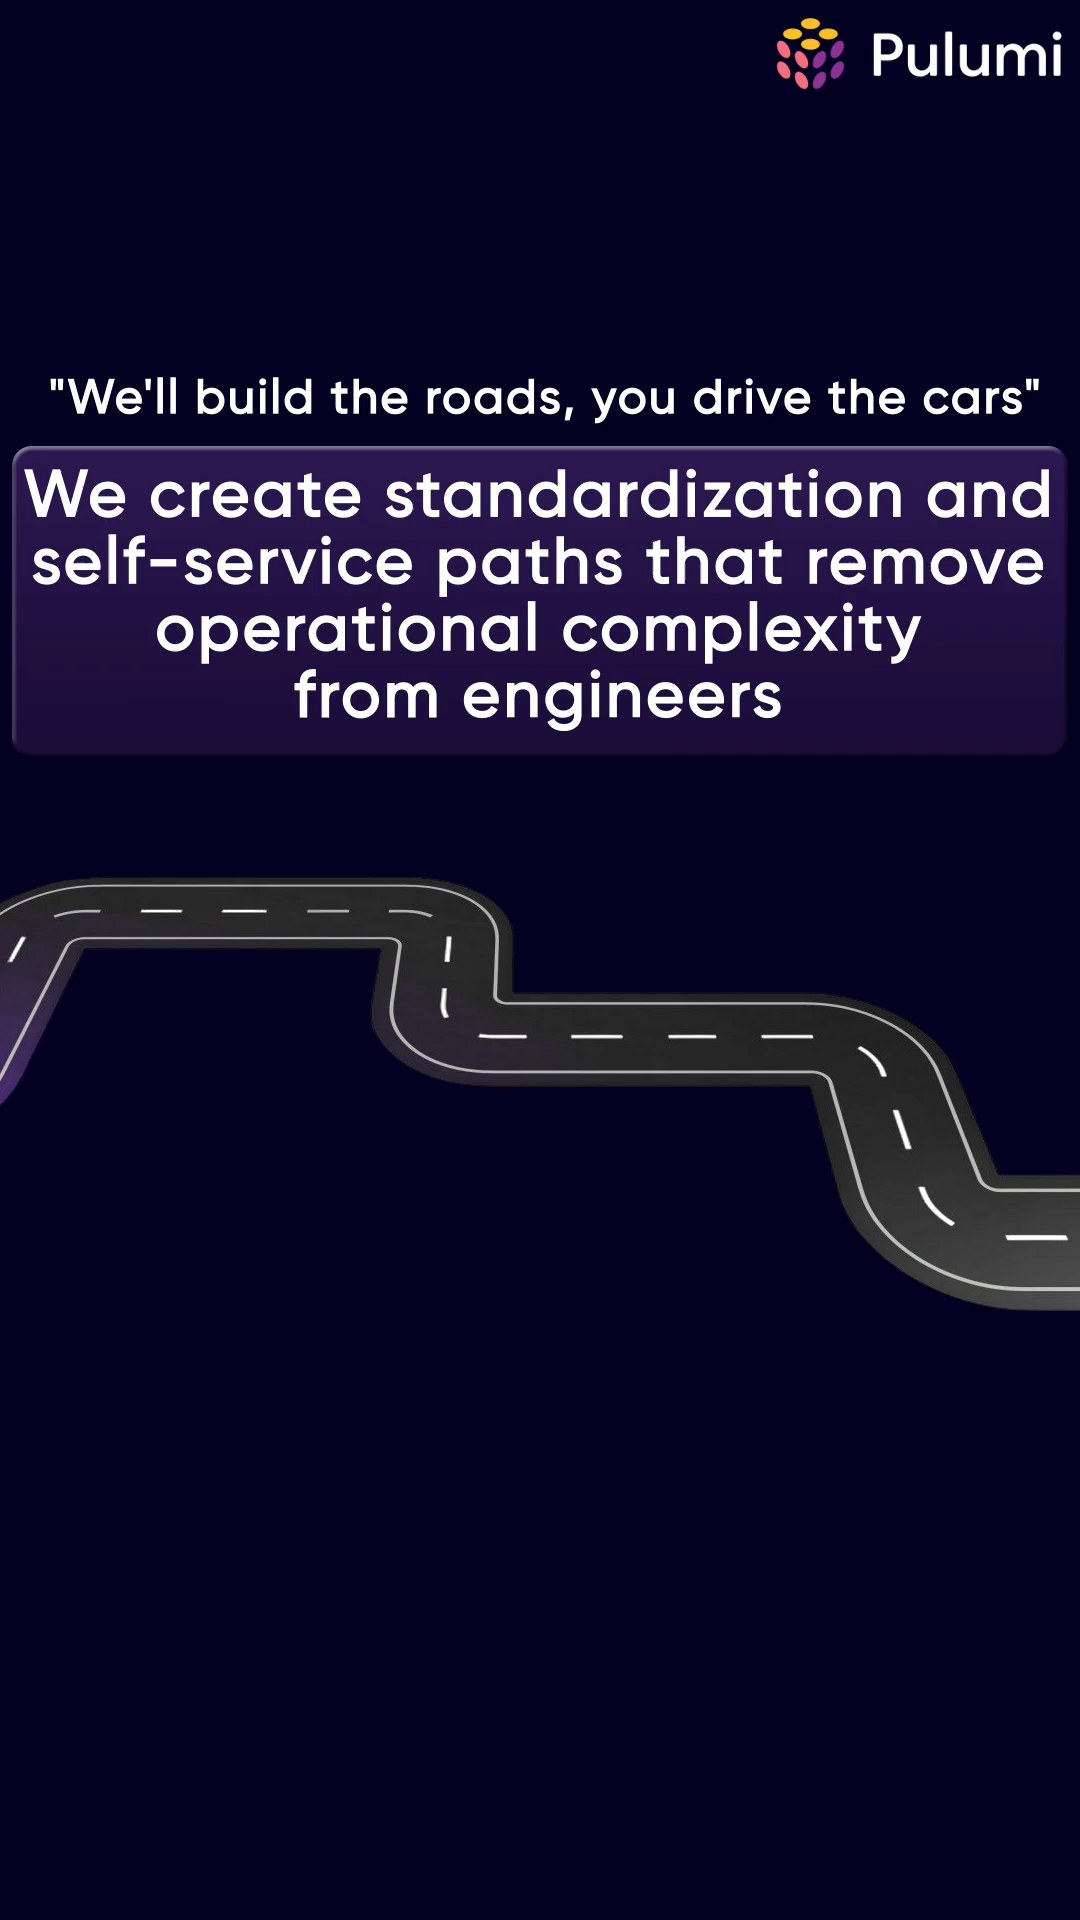 Pulumi
"We'll build the roads, you drive the cars"
We create standardization and
self-service paths that remove
operational complexity
from engineers